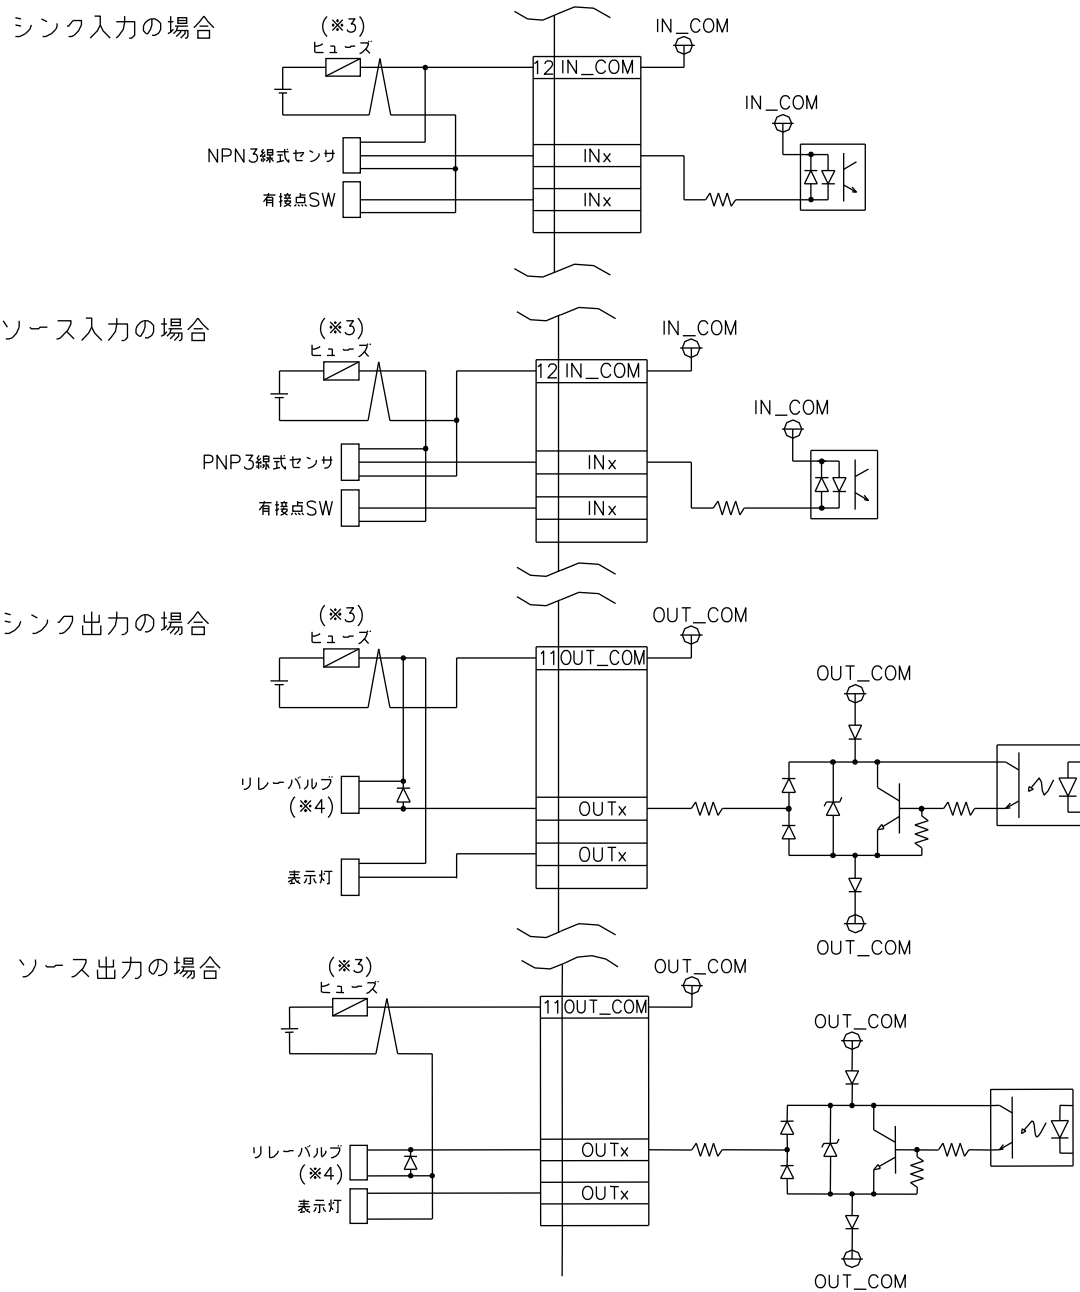 シンク入力の場合
(※3)
ヒューズ
IN_COM
12 IN_COM
IN_COM
NPN3線式センサ
INx
有接点SW
INx
ソース入力の場合
(※3)
ヒューズ
IN_COM
12 IN_COM
IN_COM
PNP3線式センサ
INx
有接点SW
INx
シンク出力の場合
(※3)
ヒューズ
OUT_COM
11 OUT_COM
OUT_COM
リレーバルブ
(※4)
OUTx
OUTx
表示灯
OUT_COM
ソース出力の場合
(※3)
ヒューズ
OUT_COM
11 OUT_COM
OUT_COM
リレーバルブ
(※4)
OUTx
OUTx
表示灯
OUT_COM